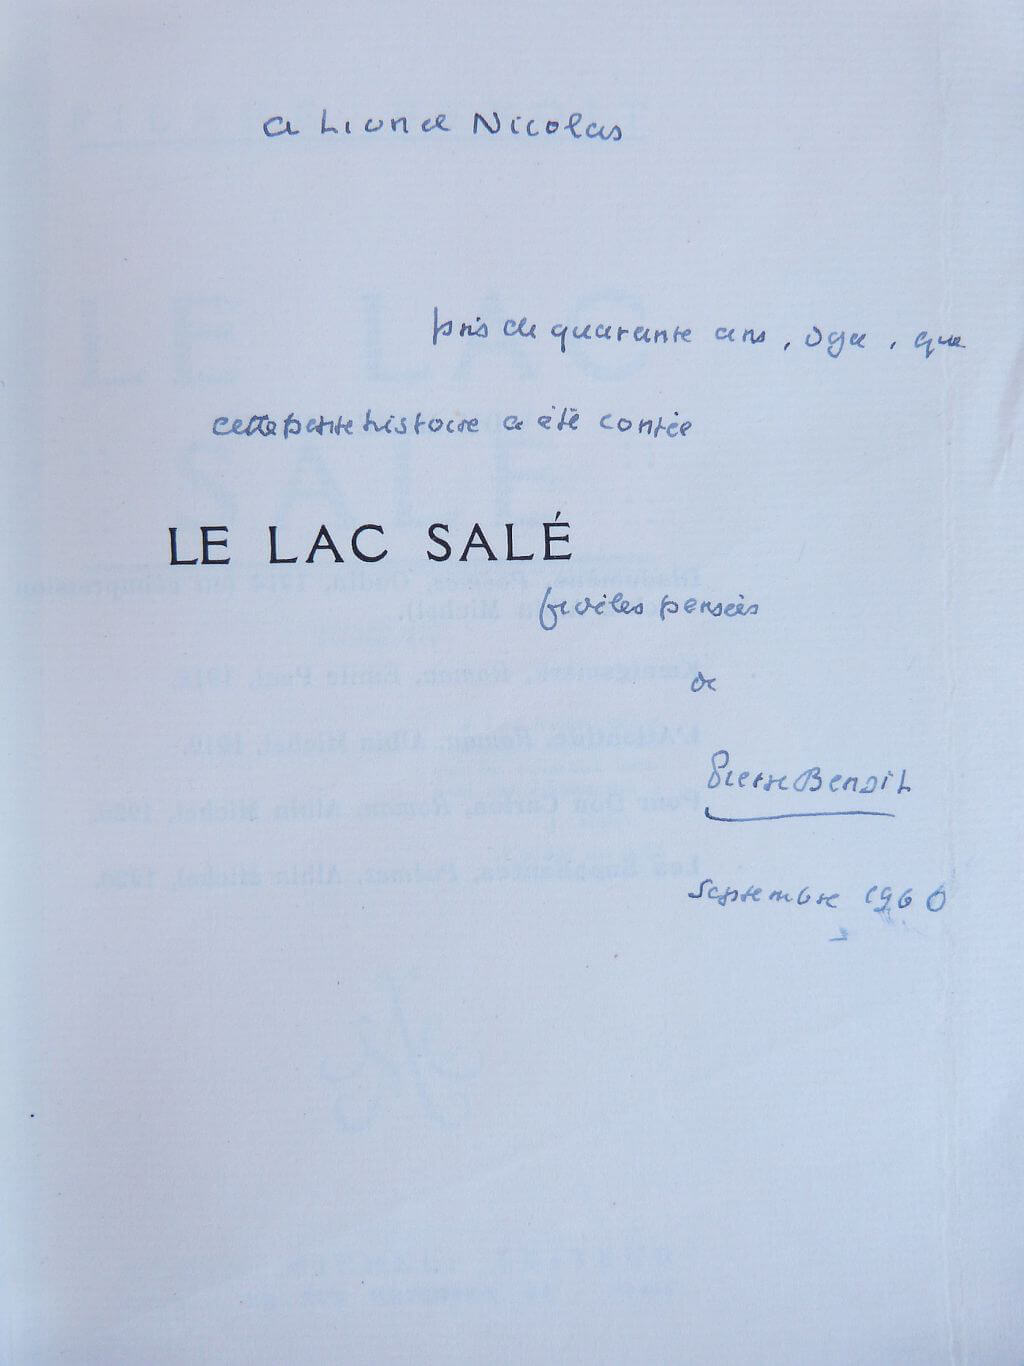 a Lionel Nicolas
près de quarante ans, déjà, que
cette petite histoire a été contée
LE LAC SALÉ
fidèles pensées
de
Pierre Benoit
Septembre 1960